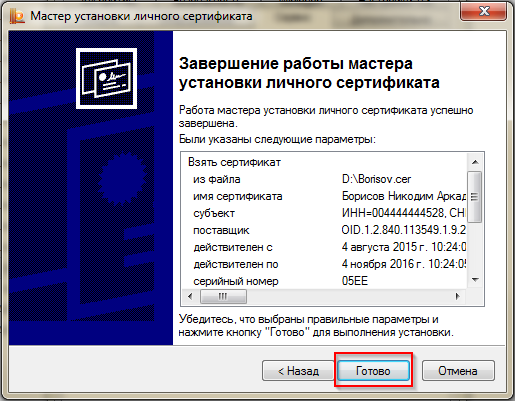 Мастер установки личного сертификата
Завершение работы мастера
установки личного сертификата
Работа мастера установки личного сертификата успешно
завершена.
Были указаны следующие параметры:
Взять сертификат
из файла D:\Borisov.cer
имя сертификата Борисов Никодим Аркад
субъект ИНН=004444444528, CН
поставщик OID.1.2.840.113549.1.9.2
действителен с 4 августа 2015 г. 10:24:0
действителен по 4 ноября 2016 г. 10:24:05
серийный номер 05EE
Убедитесь, что выбраны правильные параметры и
нажмите кнопку "Готово" для выполнения установки.
< Назад Готово Отмена